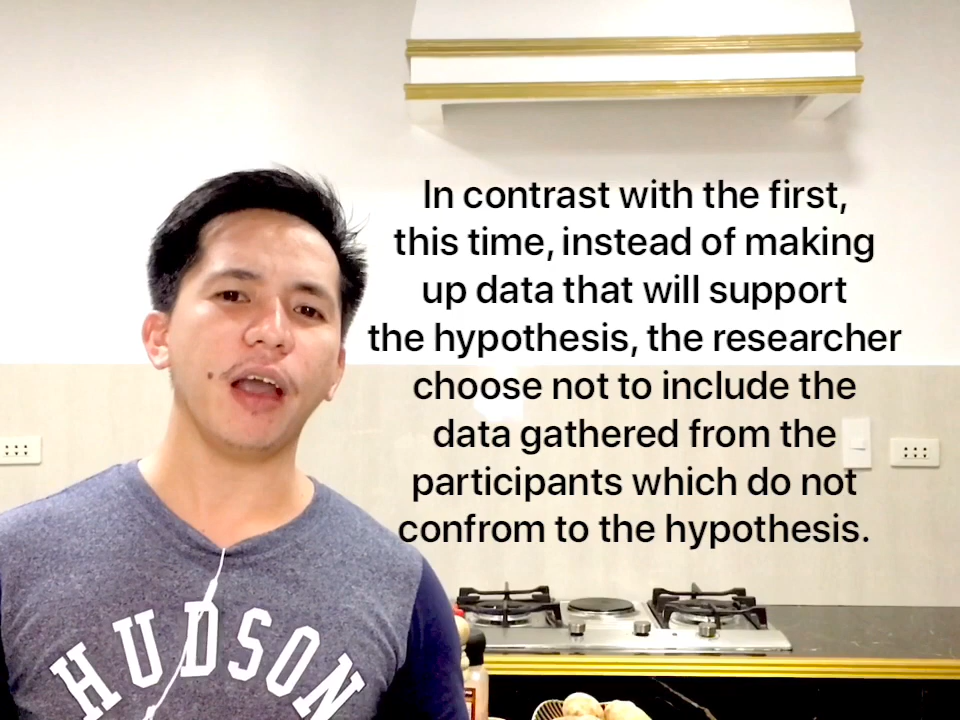 In contrast with the first,
this time, instead of making
up data that will support
the hypothesis, the researcher
choose not to include the
data gathered from the
participants which do not
confrom to the hypothesis.
HUDSON